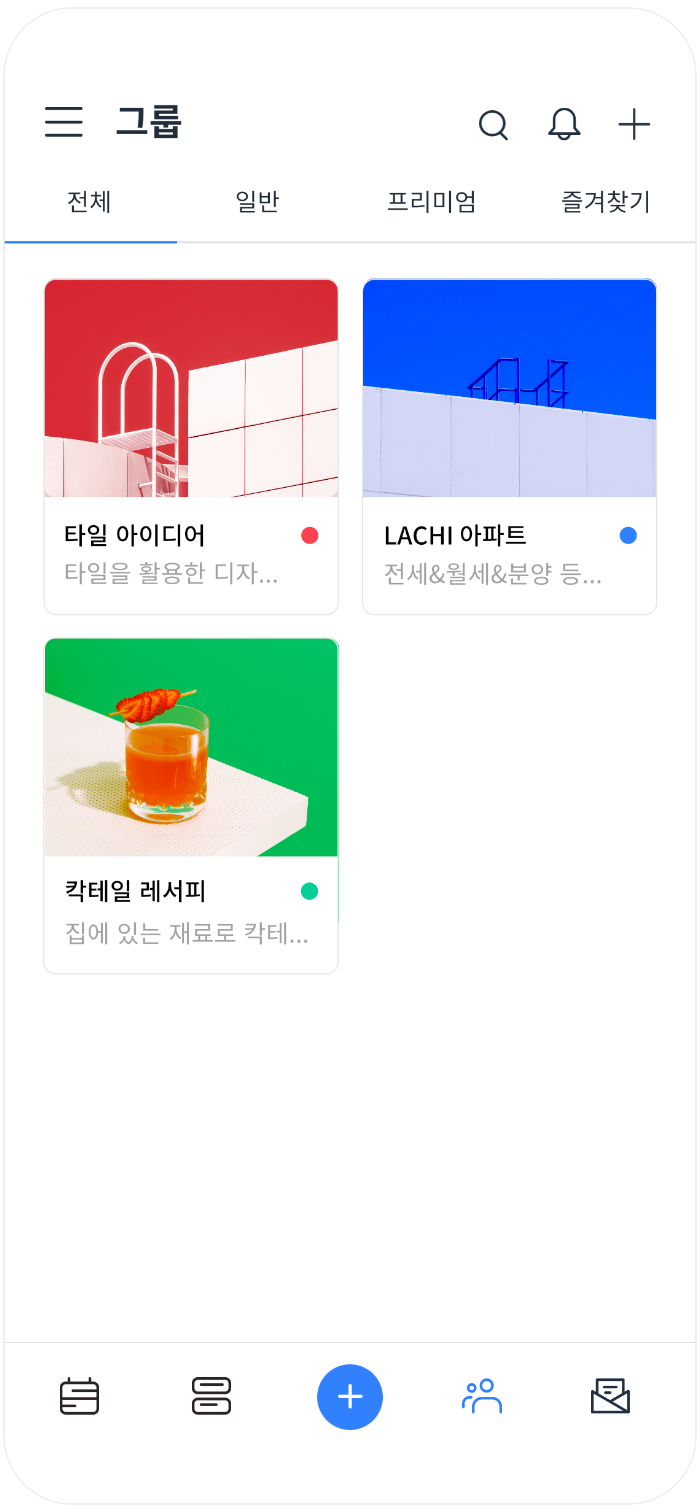 그룹
전체 일반 프리미엄 즐겨찾기
타일 아이디어
타일을 활용한 디자...
LACHI 아파트
전세&월세&분양 등...
칵테일 레서피
집에 있는 재료로 칵테...